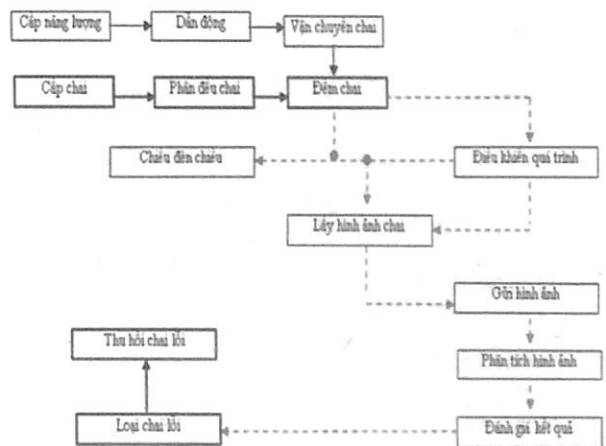 Cấp năng lượng
Dẫn động
Vận chuyển chai
Cấp chai
Phân đều chai
Đếm chai
Chiếu đèn chiếu
Điều khiển quá trình
Lấy hình ảnh chai
Gửi hình ảnh
Thu hồi chai lỗi
Phân tích hình ảnh
Loại chai lỗi
Đánh giá kết quả